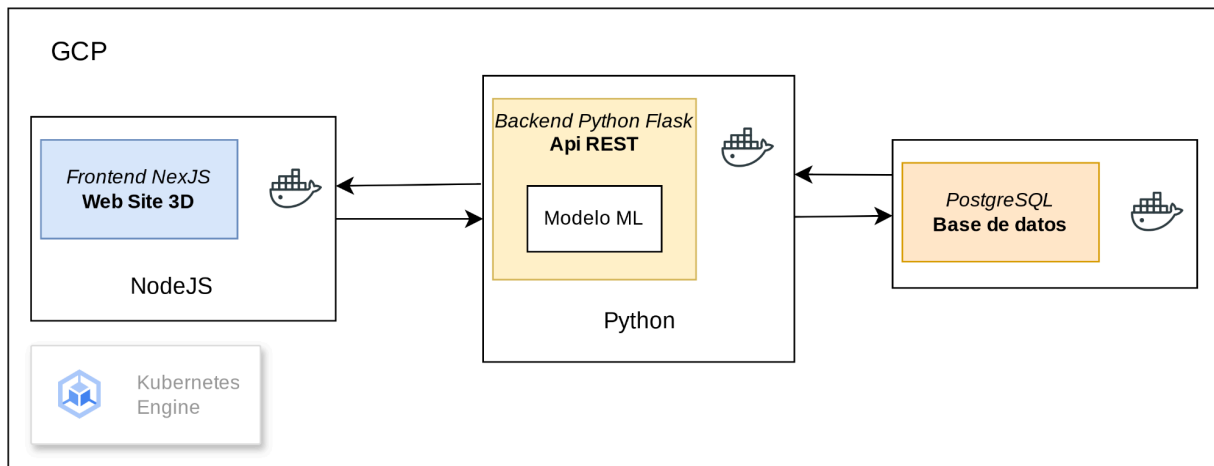 GCP
Frontend NexJS
Web Site 3D
NodeJS
Backend Python Flask
Api REST
Modelo ML
Python
PostgreSQL
Base de datos
Kubernetes
Engine